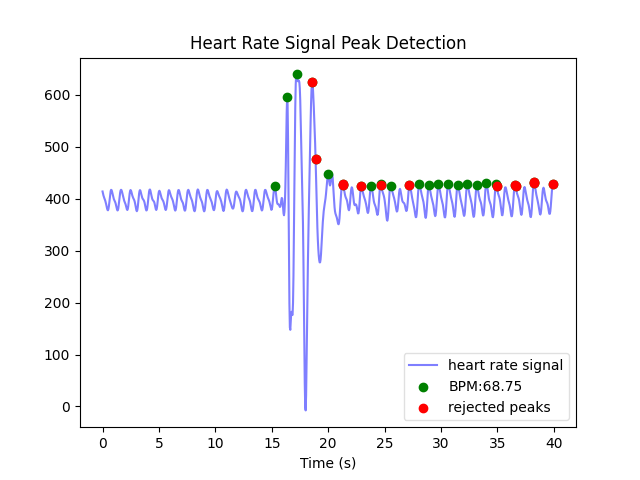 Heart Rate Signal Peak Detection
600
500
400
300
200
100
0
heart rate signal
BPM:68.75
rejected peaks
0 5 10 15 20 25 30 35 40
Time (s)